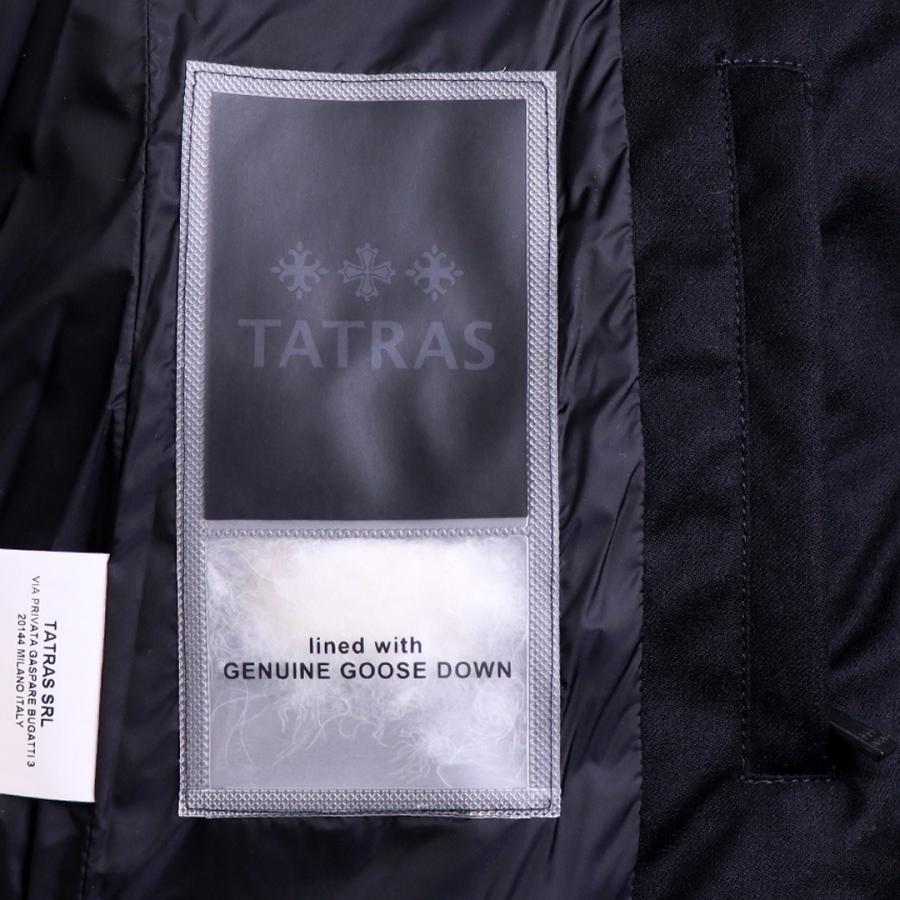 TATRAS
lined with
GENUINE GOOSE DOWN
TATRAS SRL
VIA PRIVATA GASPARE BUGATTI 3
20144 MILANO ITALY